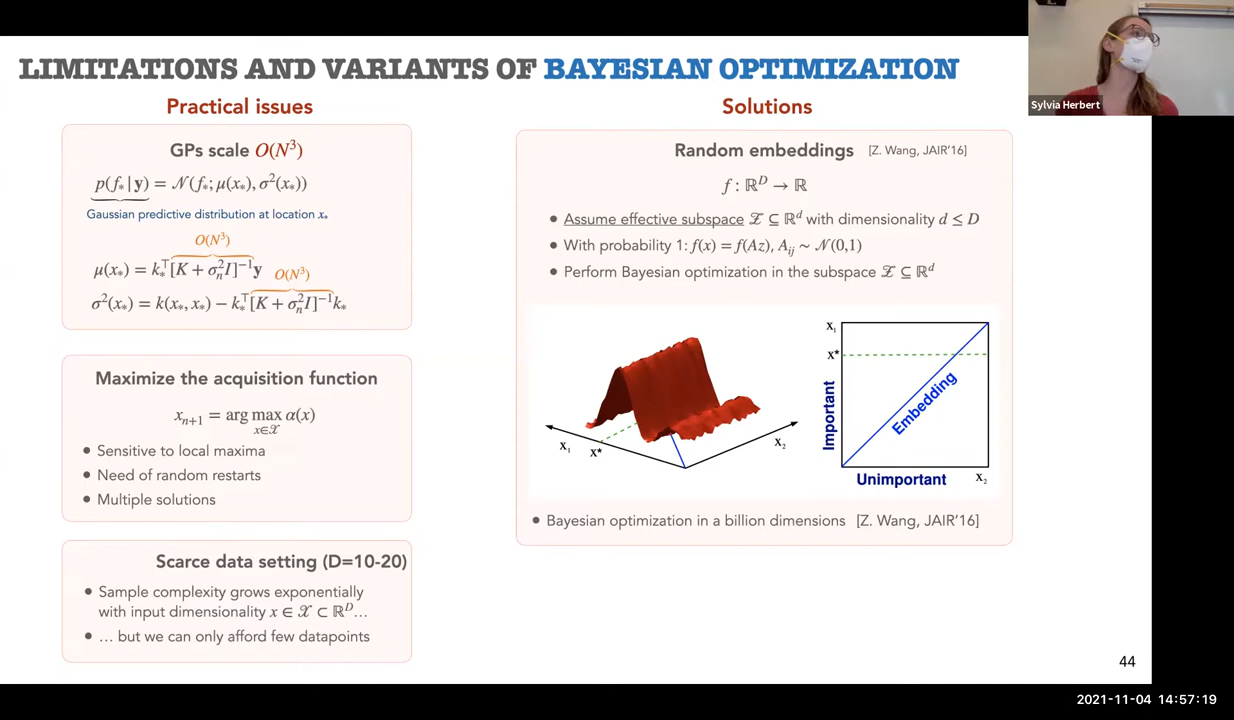 LIMITATIONS AND VARIANTS OF BAYESIAN OPTIMIZATION
Sylvia Herbert
Practical issues
GPs scale O(N³)
p(f* | y) = 𝒩(f*; μ(x*), σ²(x*))
Gaussian predictive distribution at location x*
O(N³)
μ(x*) = k*ᵀ[K + σₙ²I]⁻¹y
O(N³)
σ²(x*) = k(x*, x*) − k*ᵀ[K + σₙ²I]⁻¹k*
Maximize the acquisition function
xₙ₊₁ = arg max α(x)
x∈𝒳
• Sensitive to local maxima
• Need of random restarts
• Multiple solutions
Scarce data setting (D=10-20)
• Sample complexity grows exponentially
with input dimensionality x ∈ 𝒳 ⊂ ℝᴰ…
• … but we can only afford few datapoints
Solutions
Random embeddings [Z. Wang, JAIR'16]
f : ℝᴰ → ℝ
• Assume effective subspace 𝒵 ⊆ ℝᵈ with dimensionality d ≤ D
• With probability 1: f(x) = f(Az), Aᵢⱼ ∼ 𝒩(0,1)
• Perform Bayesian optimization in the subspace 𝒵 ⊆ ℝᵈ
x₁
x*
x₂
x₁
x*
Important
Embedding
Unimportant
x₂
• Bayesian optimization in a billion dimensions [Z. Wang, JAIR'16]
44
2021-11-04 14:57:19